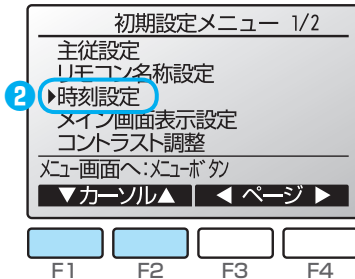 初期設定メニュー 1/2
主従設定
リモコン名称設定
2 ▶時刻設定
メイン画面表示設定
コントラスト調整
メニュー画面へ:メニューボタン
▼カーソル▲ ◀ ページ ▶
F1 F2 F3 F4